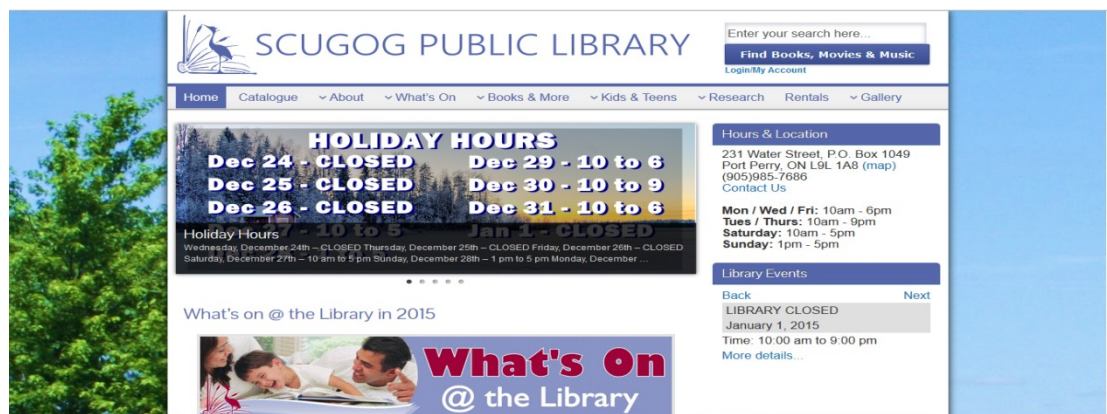 SCUGOG PUBLIC LIBRARY
Enter your search here...
Find Books, Movies & Music
Login/My Account
Home Catalogue About What's On Books & More Kids & Teens Research Rentals Gallery
HOLIDAY HOURS
Dec 24 - CLOSED Dec 29 - 10 to 6
Dec 25 - CLOSED Dec 30 - 10 to 9
Dec 26 - CLOSED Dec 31 - 10 to 6
7 - 10 to 5 Jan 1 - CLOSED
Holiday Hours
Wednesday, December 24th – CLOSED Thursday, December 25th – CLOSED Friday, December 26th – CLOSED
Saturday, December 27th – 10 am to 5 pm Sunday, December 28th – 1 pm to 5 pm Monday, December ...
What's on @ the Library in 2015
What's On
@ the Library
Hours & Location
231 Water Street, P.O. Box 1049
Port Perry, ON L9L 1A8 (map)
(905)985-7686
Contact Us
Mon / Wed / Fri: 10am - 6pm
Tues / Thurs: 10am - 9pm
Saturday: 10am - 5pm
Sunday: 1pm - 5pm
Library Events
Back Next
LIBRARY CLOSED
January 1, 2015
Time: 10:00 am to 9:00 pm
More details...